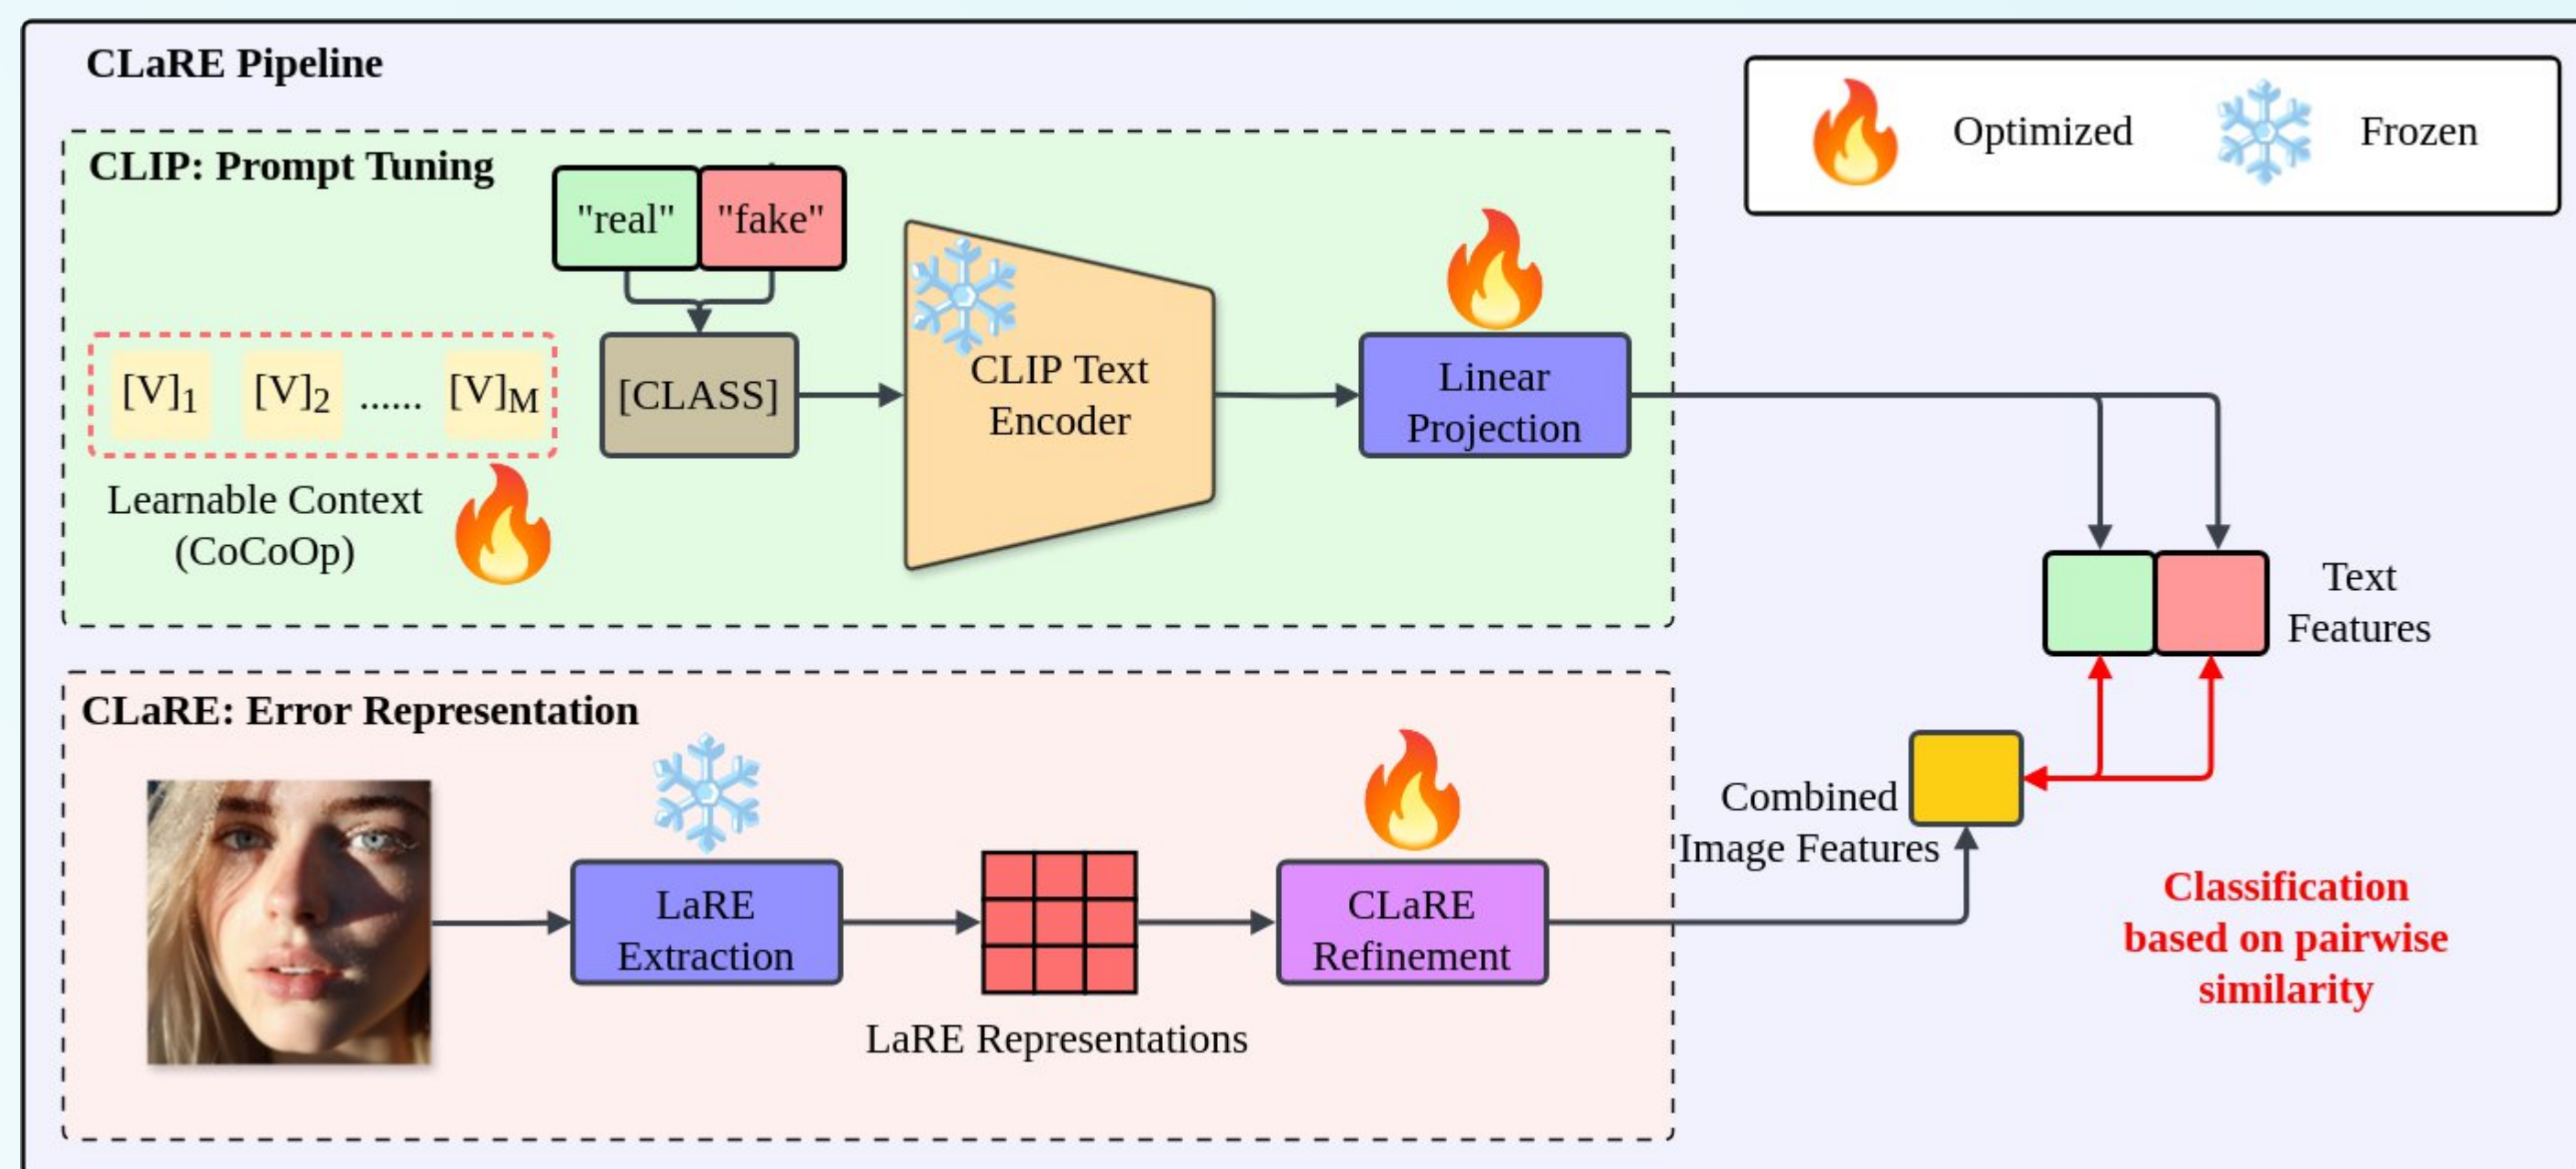 CLaRE Pipeline
Optimized
Frozen
CLIP: Prompt Tuning
"real"
"fake"
[V]1
[V]2
......
[V]M
[CLASS]
CLIP Text
Encoder
Linear
Projection
Learnable Context
(CoCoOp)
Text
Features
CLaRE: Error Representation
LaRE
Extraction
LaRE Representations
CLaRE
Refinement
Combined
Image Features
Classification
based on pairwise
similarity